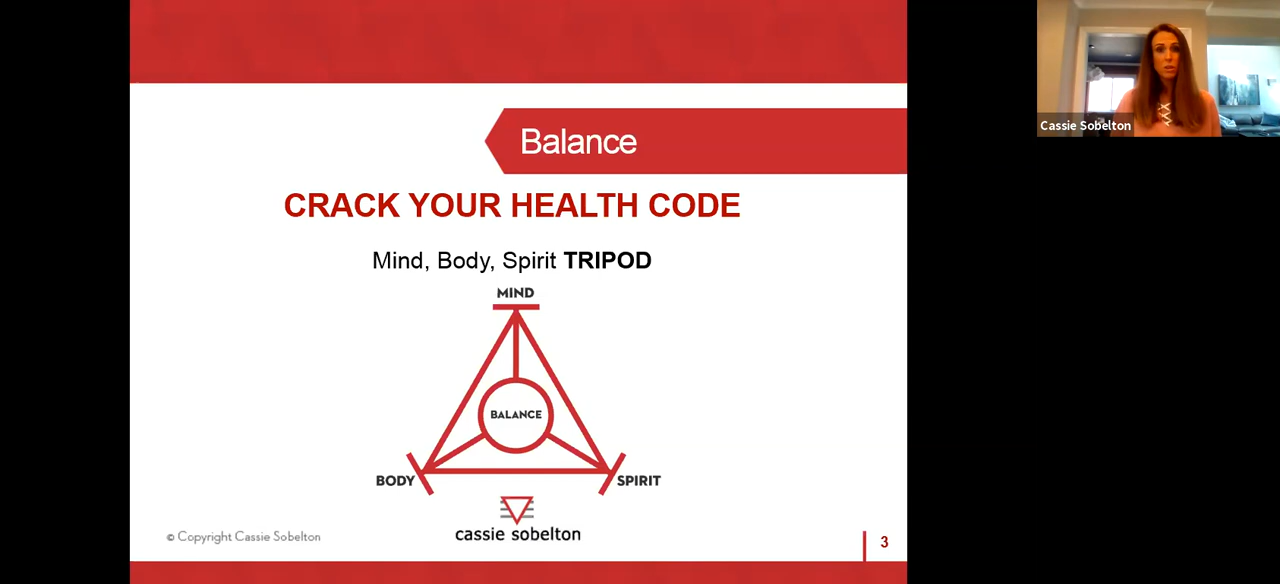 Balance
CRACK YOUR HEALTH CODE
Mind, Body, Spirit TRIPOD
MIND
BALANCE
BODY
SPIRIT
cassie sobelton
© Copyright Cassie Sobelton
3
Cassie Sobelton